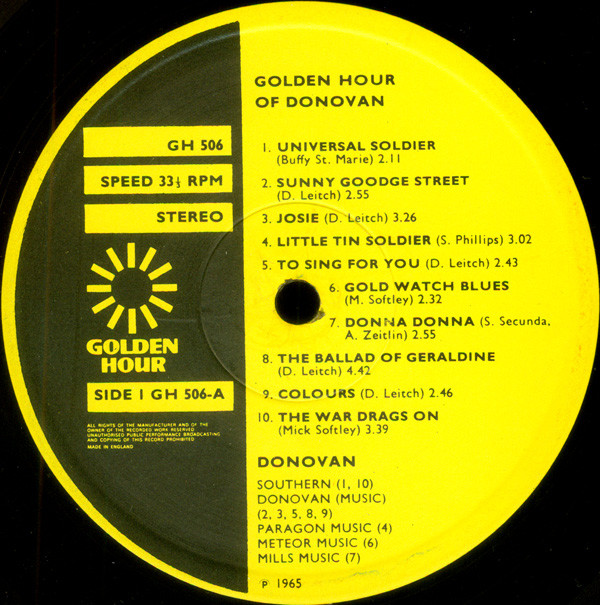 GOLDEN HOUR
OF DONOVAN
GH 506
SPEED 33⅓ RPM
STEREO
GOLDEN
HOUR
SIDE I GH 506-A
ALL RIGHTS OF THE MANUFACTURER AND OF THE
OWNER OF THE RECORDED WORK RESERVED
UNAUTHORISED PUBLIC PERFORMANCE BROADCASTING
AND COPYING OF THIS RECORD PROHIBITED
MADE IN ENGLAND
1. UNIVERSAL SOLDIER
(Buffy St. Marie) 2.11
2. SUNNY GOODGE STREET
(D. Leitch) 2.55
3. JOSIE (D. Leitch) 3.26
4. LITTLE TIN SOLDIER (S. Phillips) 3.02
5. TO SING FOR YOU (D. Leitch) 2.43
6. GOLD WATCH BLUES
(M. Softley) 2.32
7. DONNA DONNA (S. Secunda,
A. Zeitlin) 2.55
8. THE BALLAD OF GERALDINE
(D. Leitch) 4.42
9. COLOURS (D. Leitch) 2.46
10. THE WAR DRAGS ON
(Mick Softley) 3.39
DONOVAN
SOUTHERN (1, 10)
DONOVAN (MUSIC)
(2, 3, 5, 8, 9)
PARAGON MUSIC (4)
METEOR MUSIC (6)
MILLS MUSIC (7)
P 1965